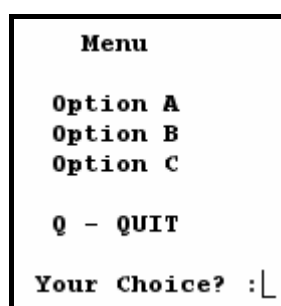 Menu
Option A
Option B
Option C
Q - QUIT
Your Choice? :